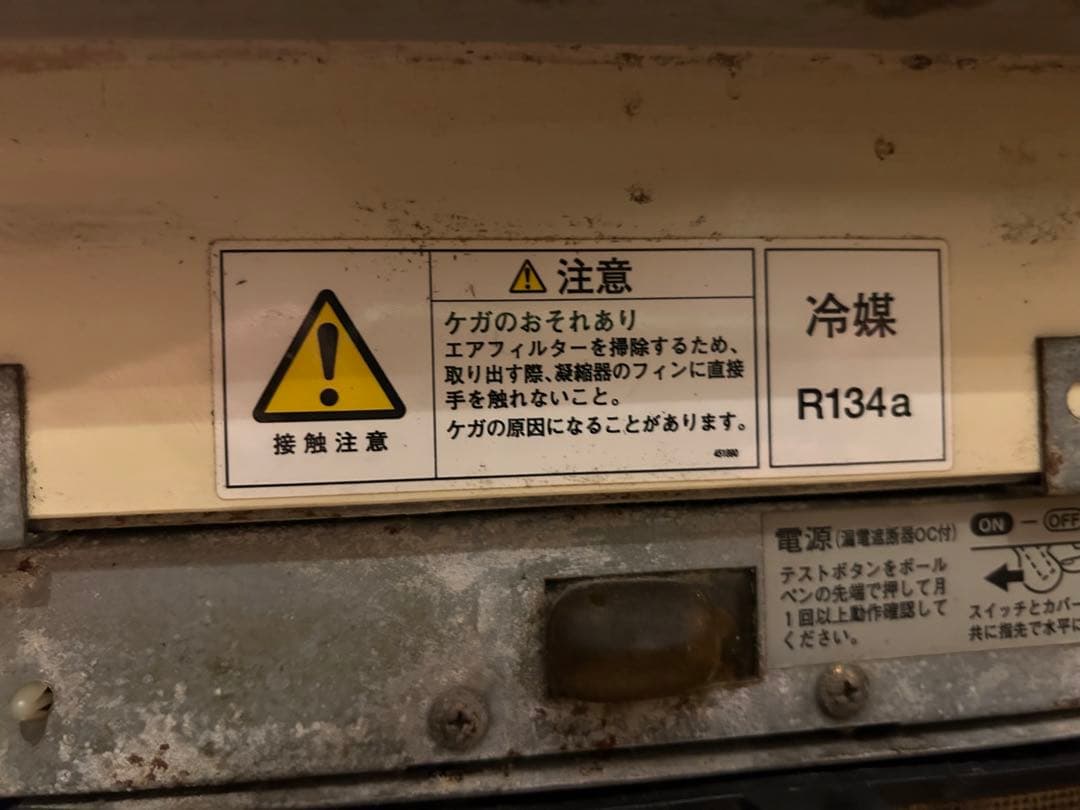 接触注意
注意
ケガのおそれあり
エアフィルターを掃除するため、
取り出す際、凝縮器のフィンに直接
手を触れないこと。
ケガの原因になることがあります。
冷媒
R134a
電源(漏電遮断器OC付)
テストボタンをボール
ペンの先端で押して月
1回以上動作確認して
ください。
ON－OFF
スイッチとカバー
共に指先で水平に